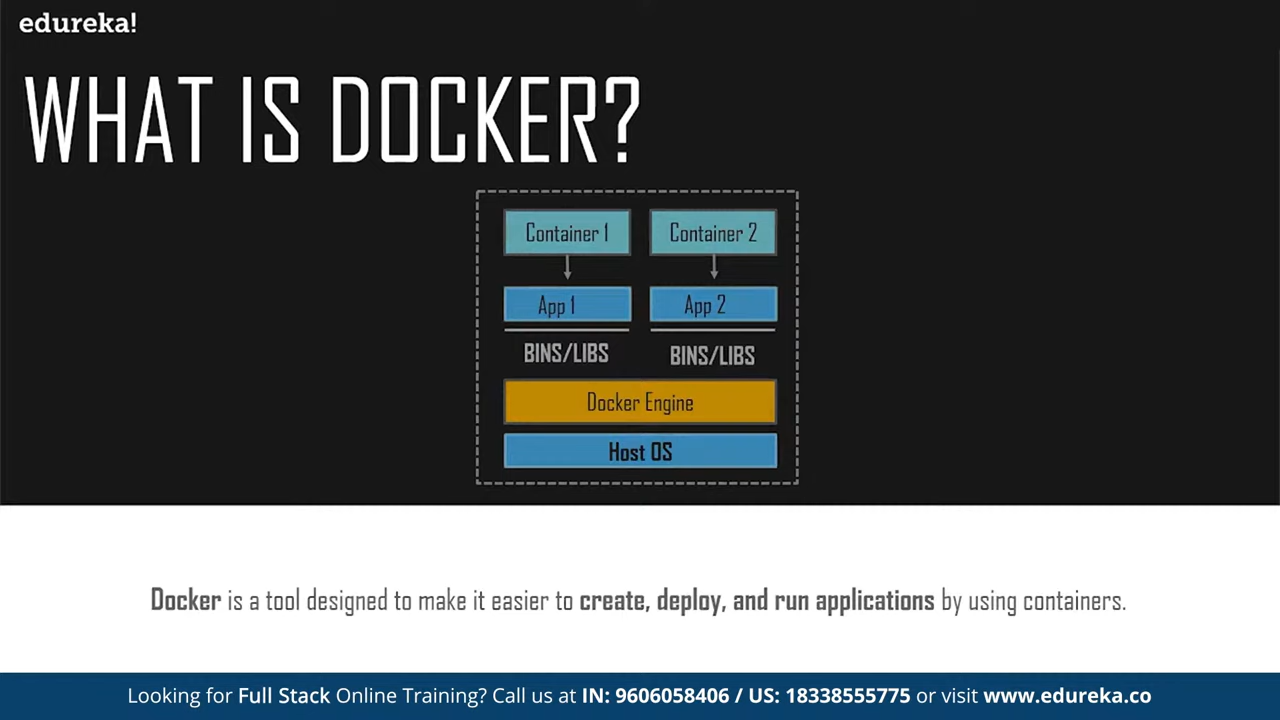 edureka!
WHAT IS DOCKER?
Container 1 Container 2
App 1 App 2
BINS/LIBS BINS/LIBS
Docker Engine
Host OS
Docker is a tool designed to make it easier to create, deploy, and run applications by using containers.
Looking for Full Stack Online Training? Call us at IN: 9606058406 / US: 18338555775 or visit www.edureka.co